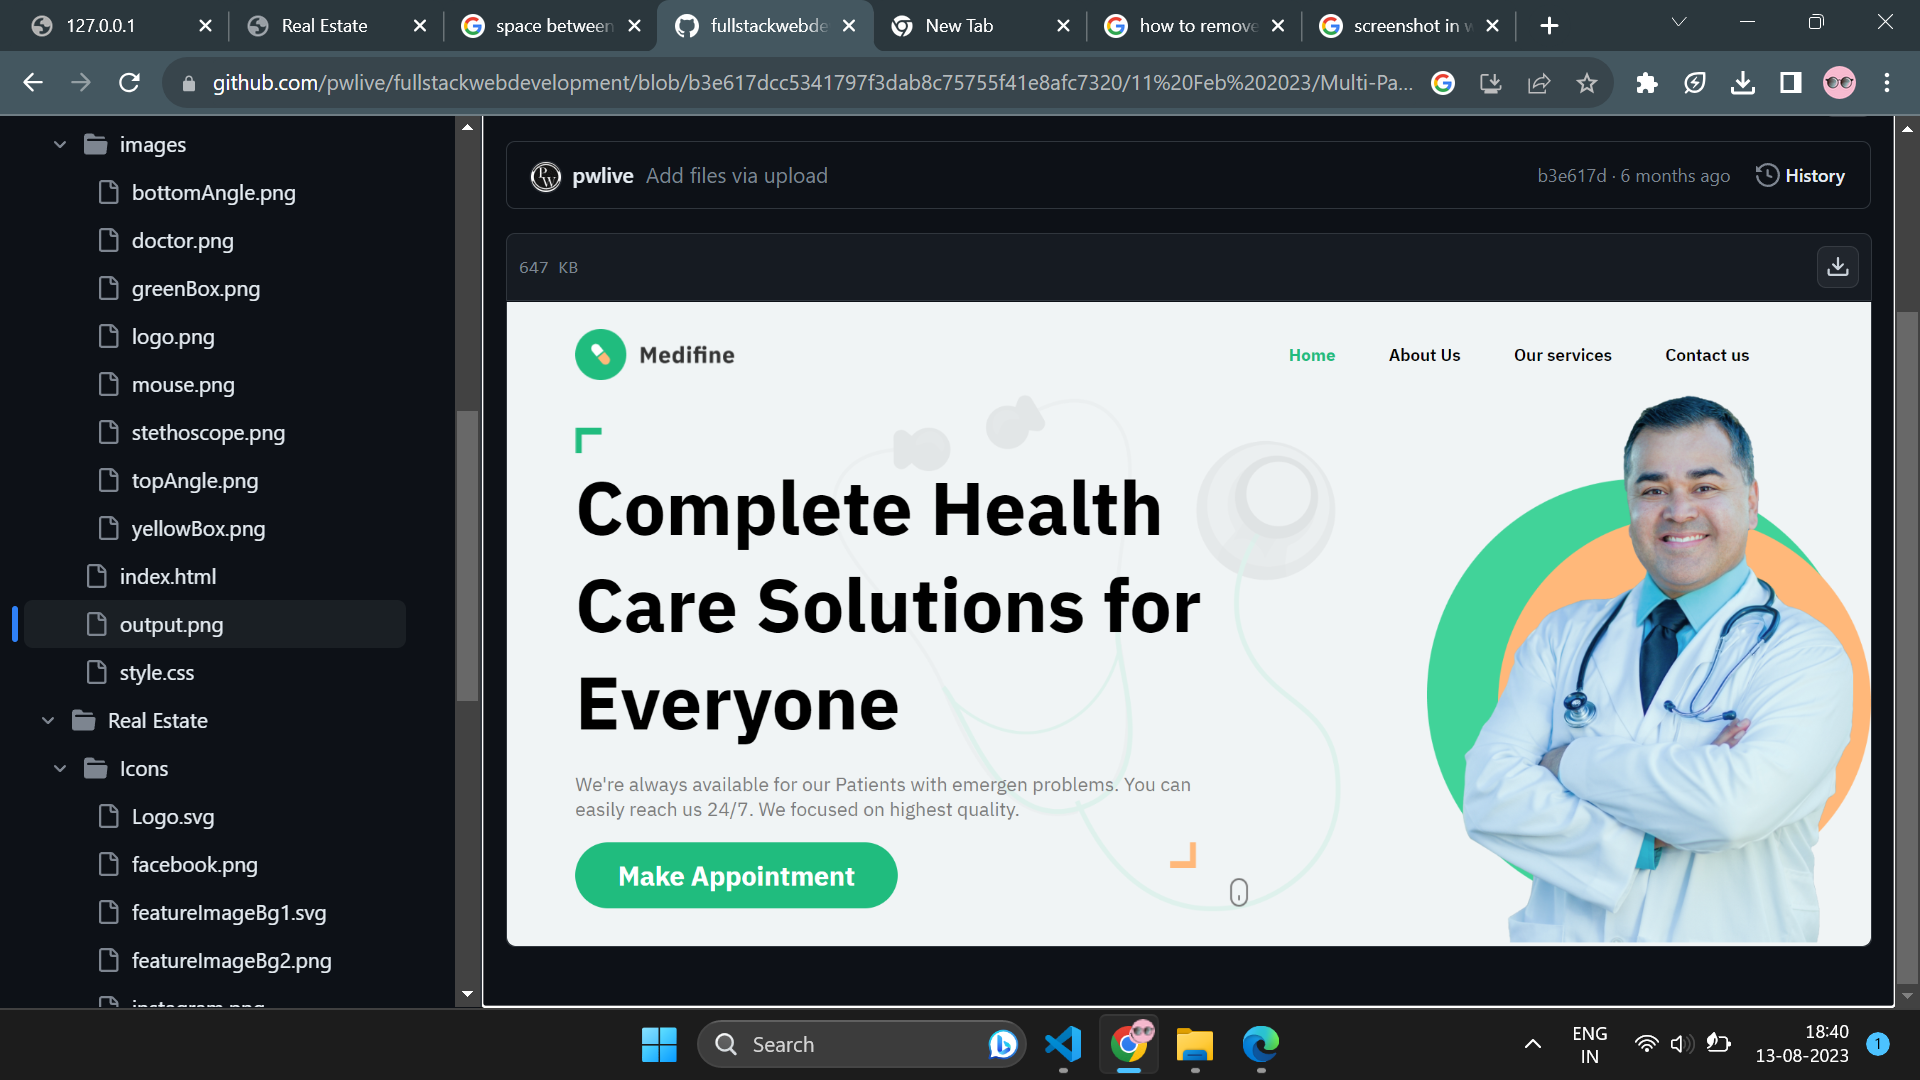 127.0.0.1
Real Estate
space between
fullstackwebde
New Tab
how to remove
screenshot in w
github.com/pwlive/fullstackwebdevelopment/blob/b3e617dcc5341797f3dab8c75755f41e8afc7320/11%20Feb%202023/Multi-Pa...
images
bottomAngle.png
doctor.png
greenBox.png
logo.png
mouse.png
stethoscope.png
topAngle.png
yellowBox.png
index.html
output.png
style.css
Real Estate
Icons
Logo.svg
facebook.png
featureImageBg1.svg
featureImageBg2.png
instagram.png
PW
pwlive Add files via upload
b3e617d · 6 months ago
History
647 KB
Medifine
Home
About Us
Our services
Contact us
Complete Health
Care Solutions for
Everyone
We're always available for our Patients with emergen problems. You can
easily reach us 24/7. We focused on highest quality.
Make Appointment
Search
ENG
IN
18:40
13-08-2023
1